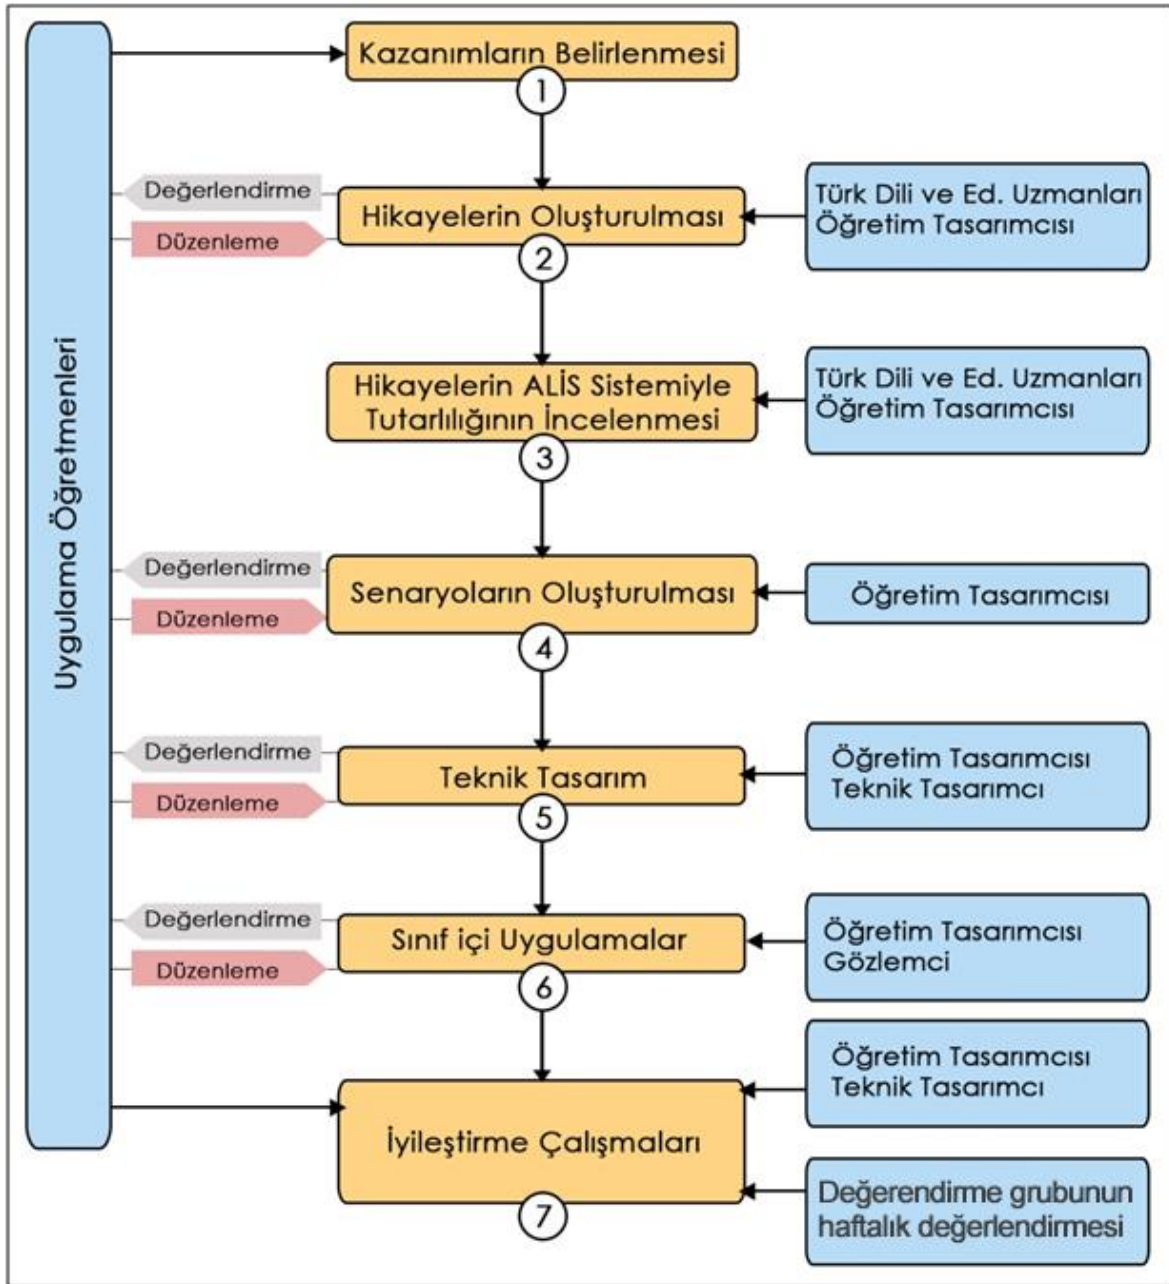 Uygulama Öğretmenleri
Kazanımların Belirlenmesi
1
Değerlendirme
Düzenleme
Hikayelerin Oluşturulması
2
Türk Dili ve Ed. Uzmanları
Öğretim Tasarımcısı
Hikayelerin ALİS Sistemiyle
Tutarlılığının İncelenmesi
3
Türk Dili ve Ed. Uzmanları
Öğretim Tasarımcısı
Değerlendirme
Düzenleme
Senaryoların Oluşturulması
4
Öğretim Tasarımcısı
Değerlendirme
Düzenleme
Teknik Tasarım
5
Öğretim Tasarımcısı
Teknik Tasarımcı
Değerlendirme
Düzenleme
Sınıf içi Uygulamalar
6
Öğretim Tasarımcısı
Gözlemci
İyileştirme Çalışmaları
7
Öğretim Tasarımcısı
Teknik Tasarımcı
Değerendirme grubunun
haftalık değerlendirmesi